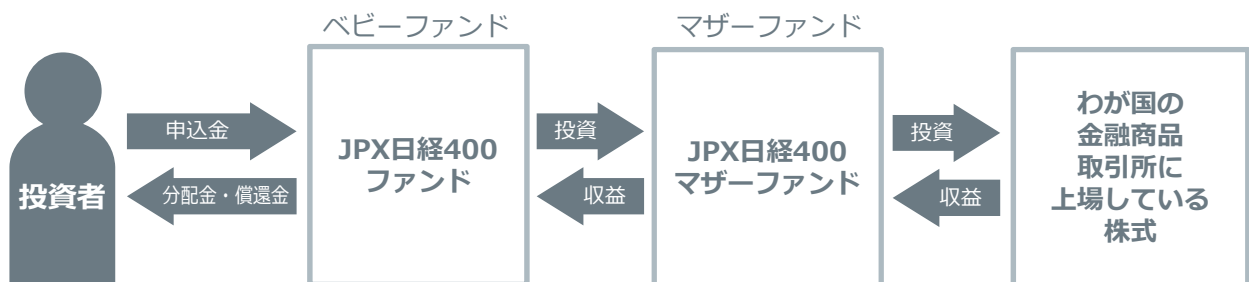 ベビーファンド
マザーファンド
投資者
申込金
分配金・償還金
JPX日経400
ファンド
投資
収益
JPX日経400
マザーファンド
投資
収益
わが国の
金融商品
取引所に
上場している
株式